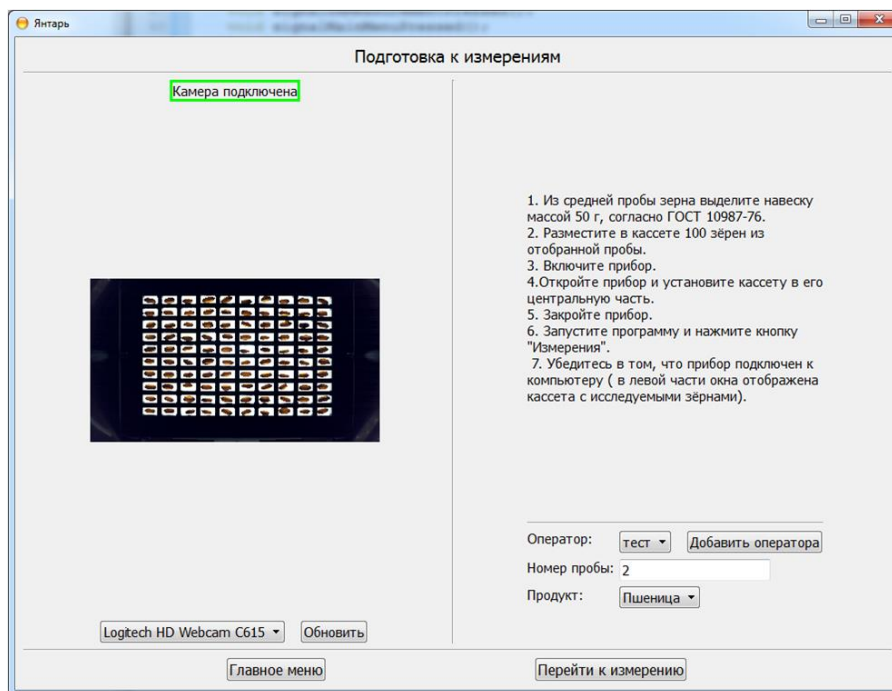 Янтарь
Подготовка к измерениям
Камера подключена
1. Из средней пробы зерна выделите навеску
массой 50 г, согласно ГОСТ 10987-76.
2. Разместите в кассете 100 зёрен из
отобранной пробы.
3. Включите прибор.
4.Откройте прибор и установите кассету в его
центральную часть.
5. Закройте прибор.
6. Запустите программу и нажмите кнопку
"Измерения".
7. Убедитесь в том, что прибор подключен к
компьютеру ( в левой части окна отображена
кассета с исследуемыми зёрнами).
Оператор:
тест
Добавить оператора
Номер пробы: 2
Продукт:
Пшеница
Logitech HD Webcam C615
Обновить
Главное меню
Перейти к измерению